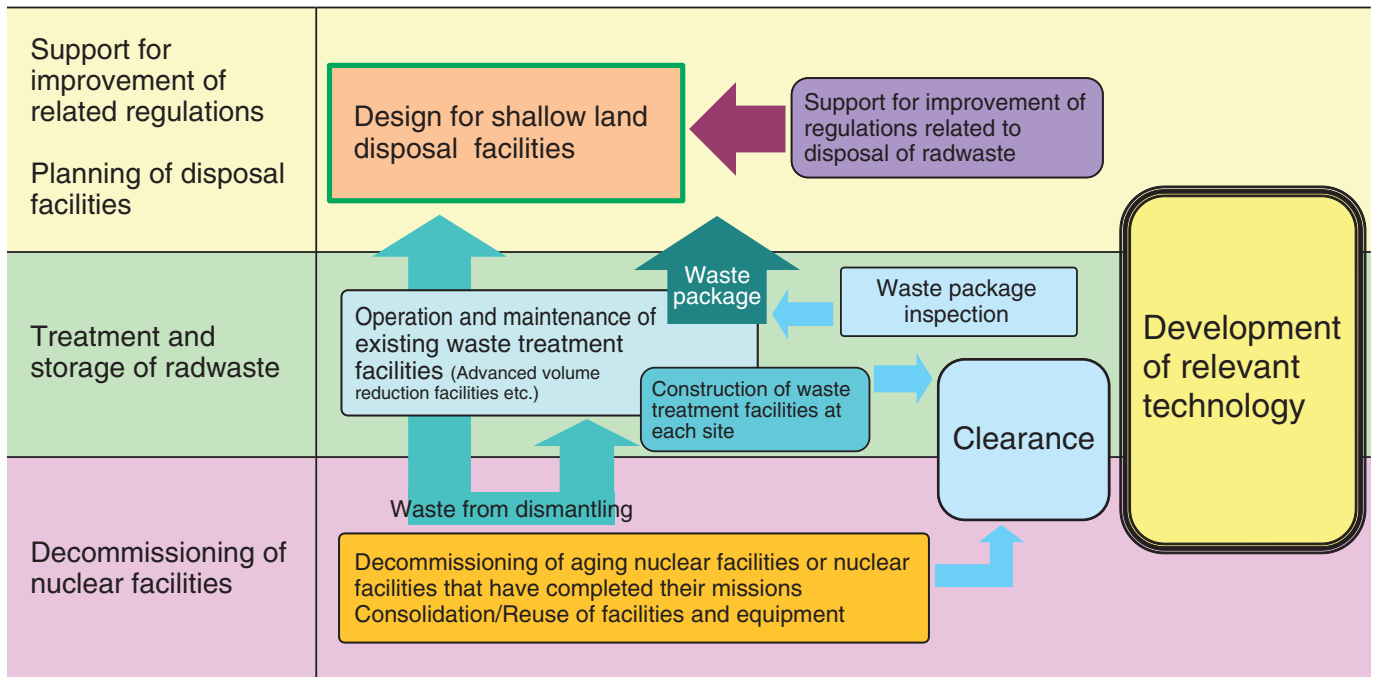 Support for
improvement of
related regulations
Planning of disposal
facilities
Design for shallow land
disposal facilities
Support for improvement of
regulations related to
disposal of radwaste
Treatment and
storage of radwaste
Operation and maintenance of
existing waste treatment
facilities (Advanced volume
reduction facilities etc.)
Waste
package
Waste package
inspection
Construction of waste
treatment facilities at
each site
Clearance
Development
of relevant
technology
Decommissioning of
nuclear facilities
Waste from dismantling
Decommissioning of aging nuclear facilities or nuclear
facilities that have completed their missions
Consolidation/Reuse of facilities and equipment